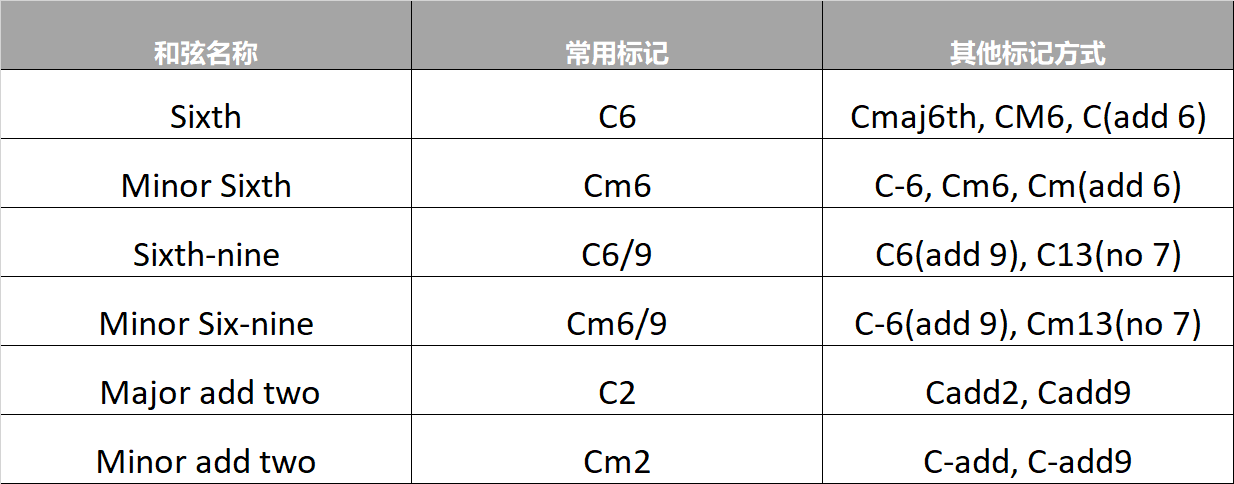 和弦名称 常用标记 其他标记方式
Sixth C6 Cmaj6th, CM6, C(add 6)
Minor Sixth Cm6 C-6, Cm6, Cm(add 6)
Sixth-nine C6/9 C6(add 9), C13(no 7)
Minor Six-nine Cm6/9 C-6(add 9), Cm13(no 7)
Major add two C2 Cadd2, Cadd9
Minor add two Cm2 C-add, C-add9